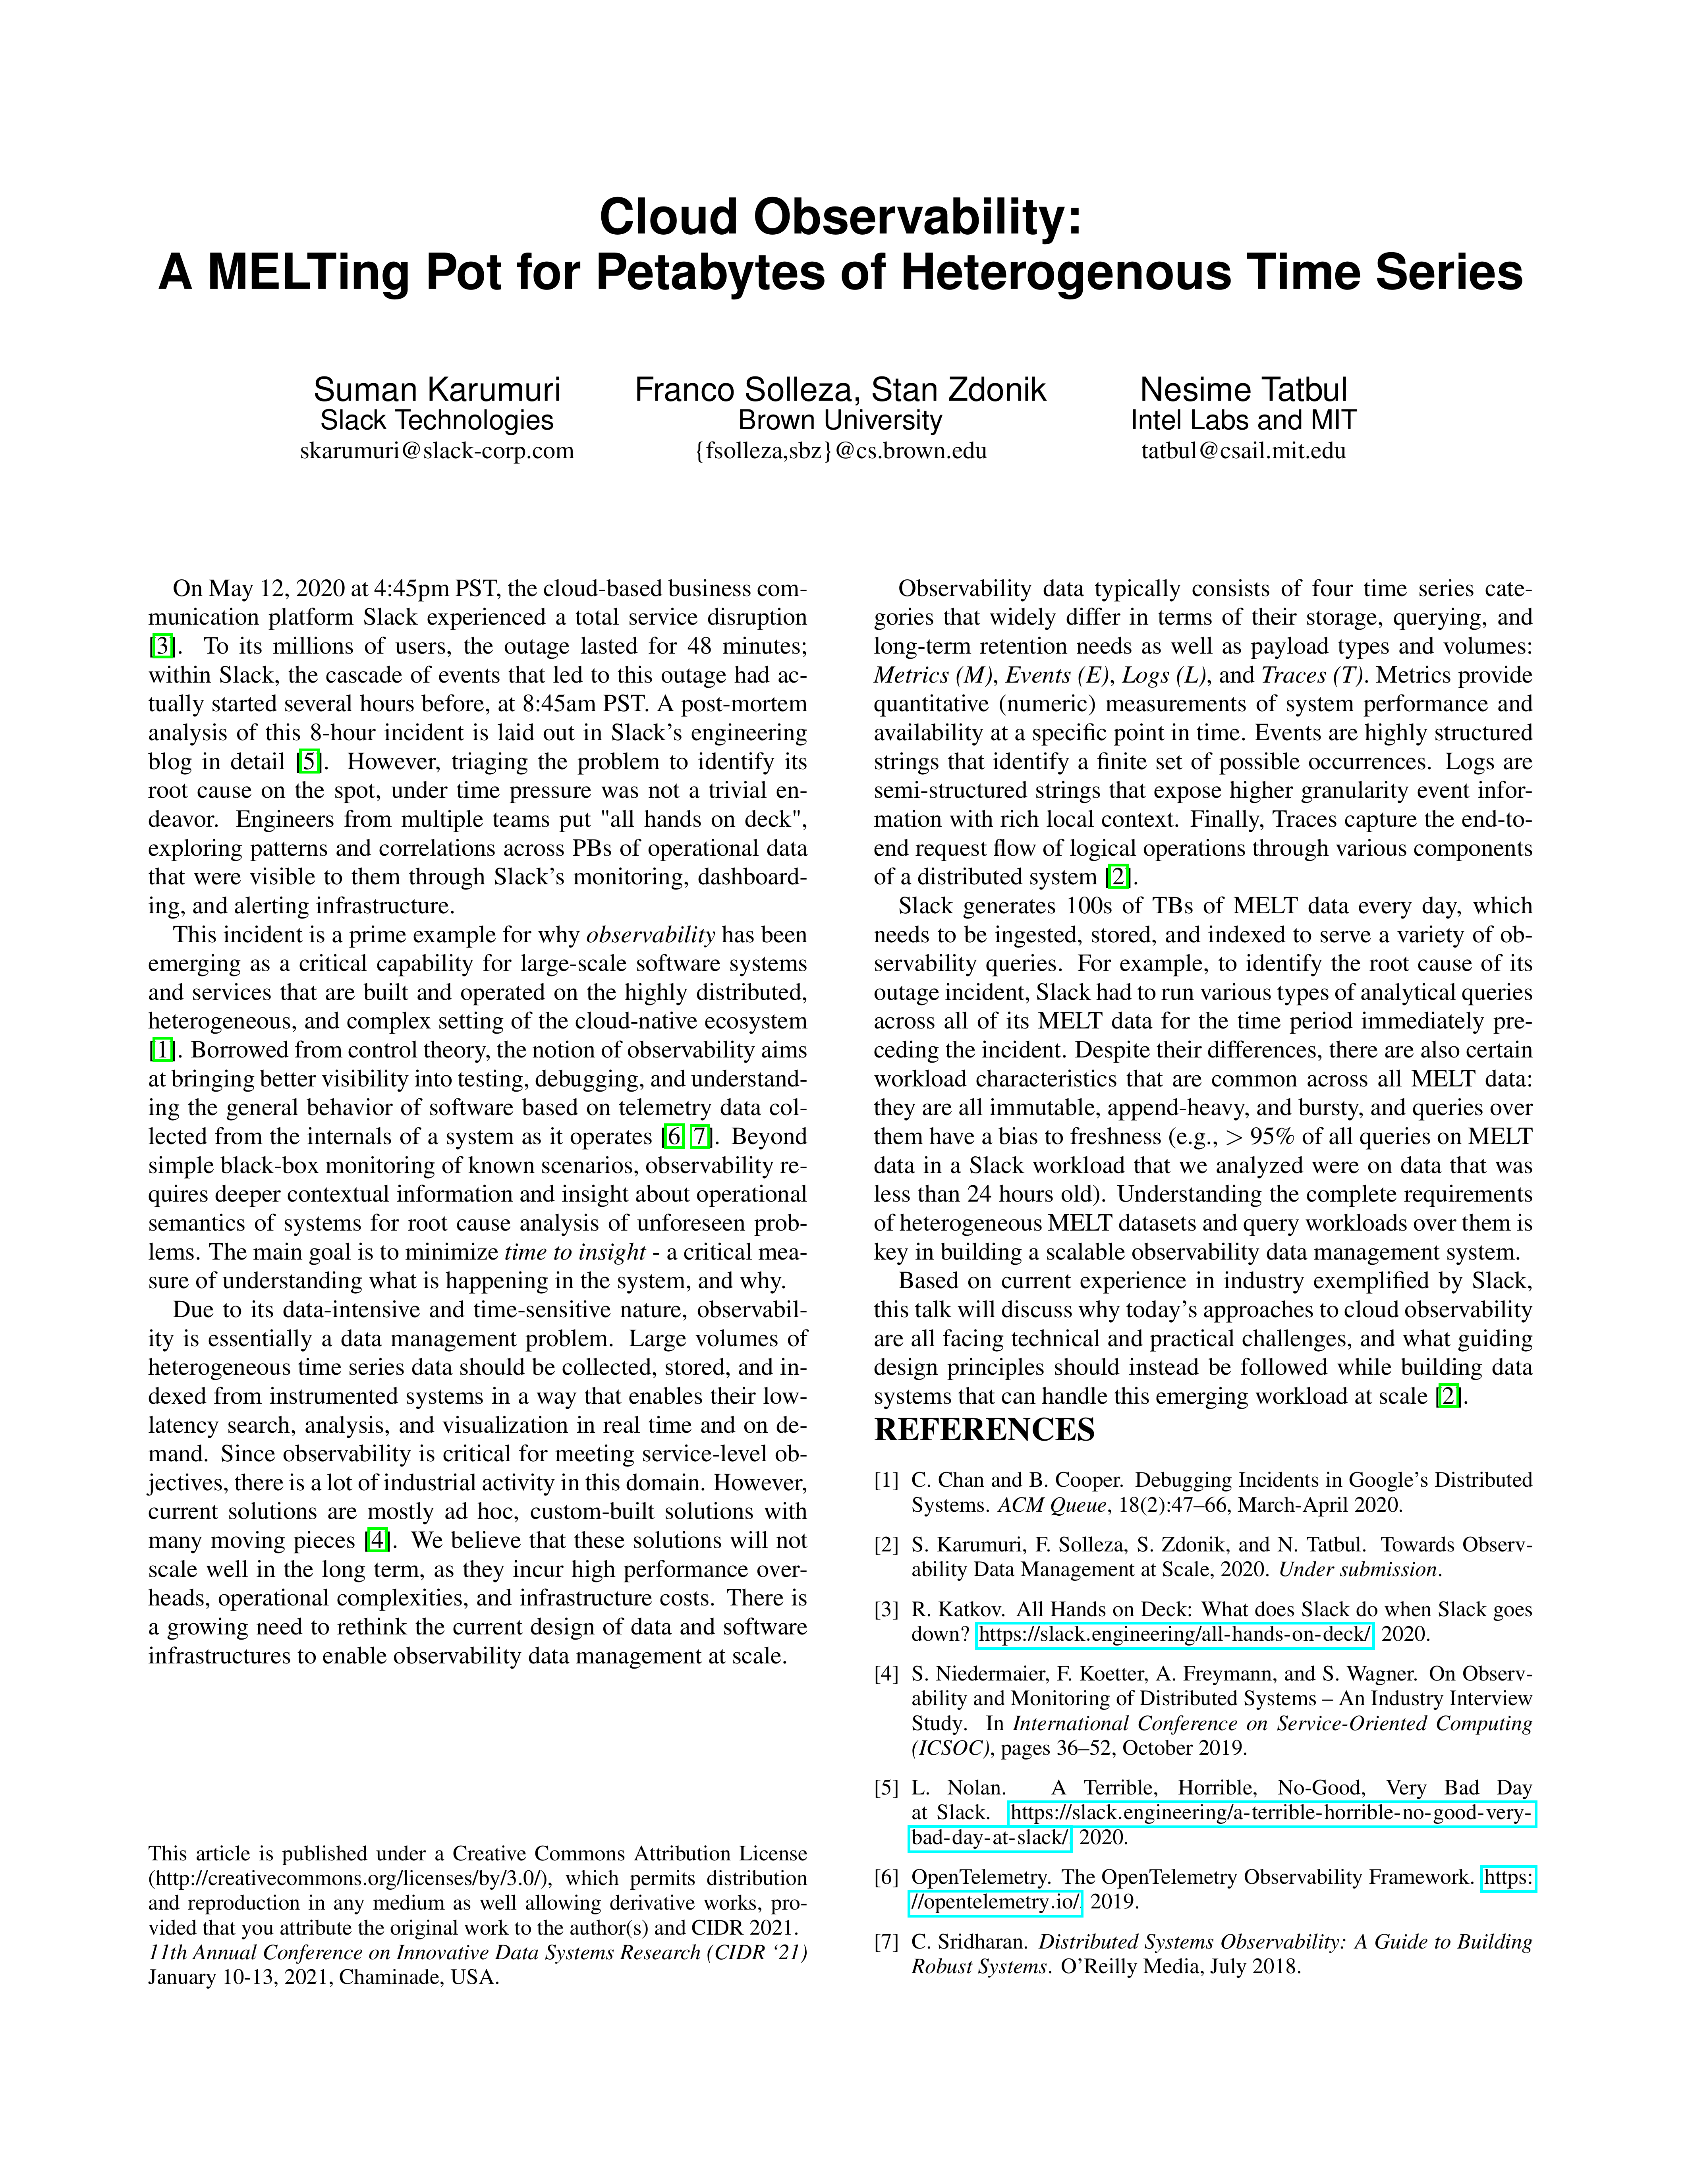 Cloud Observability:
A MELTing Pot for Petabytes of Heterogenous Time Series
Suman Karumuri
Slack Technologies
skarumuri@slack-corp.com
Franco Solleza, Stan Zdonik
Brown University
{fsolleza,sbz}@cs.brown.edu
Nesime Tatbul
Intel Labs and MIT
tatbul@csail.mit.edu
On May 12, 2020 at 4:45pm PST, the cloud-based business com-
munication platform Slack experienced a total service disruption
[3]. To its millions of users, the outage lasted for 48 minutes;
within Slack, the cascade of events that led to this outage had ac-
tually started several hours before, at 8:45am PST. A post-mortem
analysis of this 8-hour incident is laid out in Slack's engineering
blog in detail [5]. However, triaging the problem to identify its
root cause on the spot, under time pressure was not a trivial en-
deavor. Engineers from multiple teams put "all hands on deck",
exploring patterns and correlations across PBs of operational data
that were visible to them through Slack's monitoring, dashboard-
ing, and alerting infrastructure.
This incident is a prime example for why observability has been
emerging as a critical capability for large-scale software systems
and services that are built and operated on the highly distributed,
heterogeneous, and complex setting of the cloud-native ecosystem
[1]. Borrowed from control theory, the notion of observability aims
at bringing better visibility into testing, debugging, and understand-
ing the general behavior of software based on telemetry data col-
lected from the internals of a system as it operates [6, 7]. Beyond
simple black-box monitoring of known scenarios, observability re-
quires deeper contextual information and insight about operational
semantics of systems for root cause analysis of unforeseen prob-
lems. The main goal is to minimize time to insight - a critical mea-
sure of understanding what is happening in the system, and why.
Due to its data-intensive and time-sensitive nature, observabil-
ity is essentially a data management problem. Large volumes of
heterogeneous time series data should be collected, stored, and in-
dexed from instrumented systems in a way that enables their low-
latency search, analysis, and visualization in real time and on de-
mand. Since observability is critical for meeting service-level ob-
jectives, there is a lot of industrial activity in this domain. However,
current solutions are mostly ad hoc, custom-built solutions with
many moving pieces [4]. We believe that these solutions will not
scale well in the long term, as they incur high performance over-
heads, operational complexities, and infrastructure costs. There is
a growing need to rethink the current design of data and software
infrastructures to enable observability data management at scale.
This article is published under a Creative Commons Attribution License
(http://creativecommons.org/licenses/by/3.0/), which permits distribution
and reproduction in any medium as well allowing derivative works, pro-
vided that you attribute the original work to the author(s) and CIDR 2021.
11th Annual Conference on Innovative Data Systems Research (CIDR ‘21)
January 10-13, 2021, Chaminade, USA.
Observability data typically consists of four time series cate-
gories that widely differ in terms of their storage, querying, and
long-term retention needs as well as payload types and volumes:
Metrics (M), Events (E), Logs (L), and Traces (T). Metrics provide
quantitative (numeric) measurements of system performance and
availability at a specific point in time. Events are highly structured
strings that identify a finite set of possible occurrences. Logs are
semi-structured strings that expose higher granularity event infor-
mation with rich local context. Finally, Traces capture the end-to-
end request flow of logical operations through various components
of a distributed system [2].
Slack generates 100s of TBs of MELT data every day, which
needs to be ingested, stored, and indexed to serve a variety of ob-
servability queries. For example, to identify the root cause of its
outage incident, Slack had to run various types of analytical queries
across all of its MELT data for the time period immediately pre-
ceding the incident. Despite their differences, there are also certain
workload characteristics that are common across all MELT data:
they are all immutable, append-heavy, and bursty, and queries over
them have a bias to freshness (e.g., > 95% of all queries on MELT
data in a Slack workload that we analyzed were on data that was
less than 24 hours old). Understanding the complete requirements
of heterogeneous MELT datasets and query workloads over them is
key in building a scalable observability data management system.
Based on current experience in industry exemplified by Slack,
this talk will discuss why today's approaches to cloud observability
are all facing technical and practical challenges, and what guiding
design principles should instead be followed while building data
systems that can handle this emerging workload at scale [2].
REFERENCES
[1] C. Chan and B. Cooper. Debugging Incidents in Google's Distributed
Systems. ACM Queue, 18(2):47–66, March-April 2020.
[2] S. Karumuri, F. Solleza, S. Zdonik, and N. Tatbul. Towards Observ-
ability Data Management at Scale, 2020. Under submission.
[3] R. Katkov. All Hands on Deck: What does Slack do when Slack goes
down? https://slack.engineering/all-hands-on-deck/, 2020.
[4] S. Niedermaier, F. Koetter, A. Freymann, and S. Wagner. On Observ-
ability and Monitoring of Distributed Systems – An Industry Interview
Study. In International Conference on Service-Oriented Computing
(ICSOC), pages 36–52, October 2019.
[5] L. Nolan. A Terrible, Horrible, No-Good, Very Bad Day
at Slack. https://slack.engineering/a-terrible-horrible-no-good-very-
bad-day-at-slack/, 2020.
[6] OpenTelemetry. The OpenTelemetry Observability Framework. https:
//opentelemetry.io/, 2019.
[7] C. Sridharan. Distributed Systems Observability: A Guide to Building
Robust Systems. O'Reilly Media, July 2018.